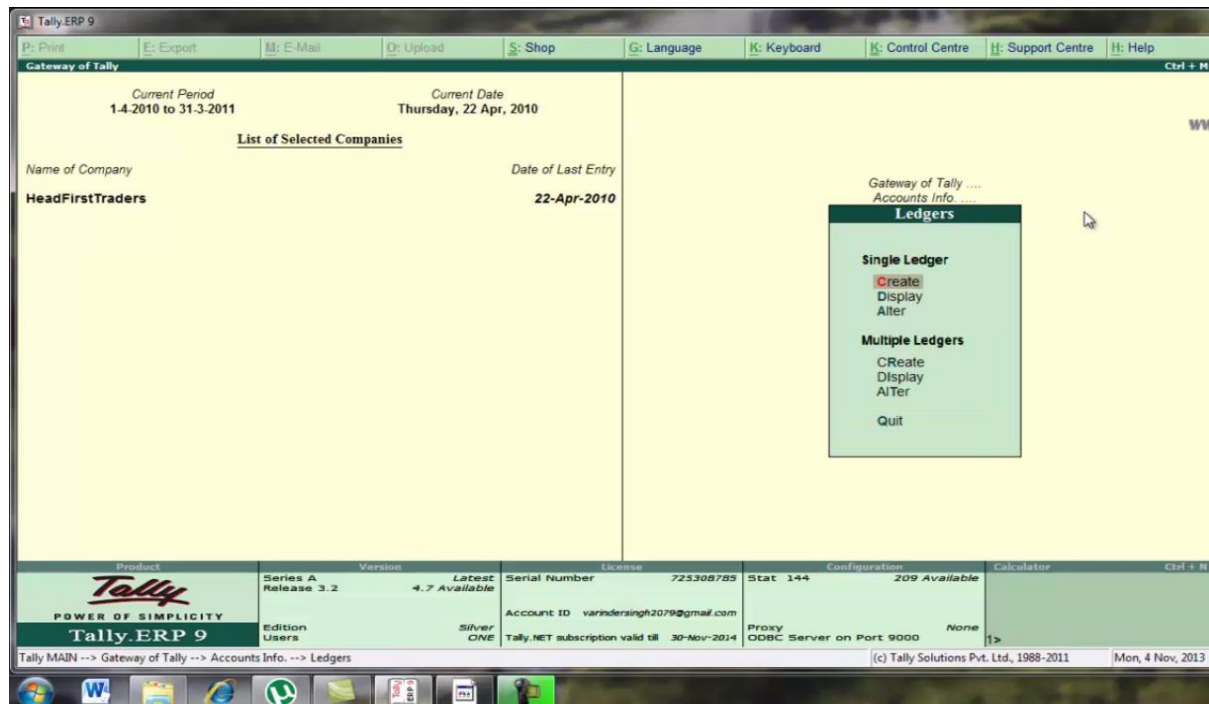 Tally.ERP 9
P: Print E: Export M: E-Mail O: Upload S: Shop G: Language K: Keyboard K: Control Centre H: Support Centre H: Help
Gateway of Tally Ctrl + M
Current Period Current Date
1-4-2010 to 31-3-2011 Thursday, 22 Apr, 2010
List of Selected Companies
Name of Company Date of Last Entry
HeadFirstTraders 22-Apr-2010
Gateway of Tally ....
Accounts Info. ....
Ledgers
Single Ledger
Create
Display
Alter
Multiple Ledgers
CReate
DIsplay
AlTer
Quit
Product Version License Configuration Calculator Ctrl + N
Tally
POWER OF SIMPLICITY
Tally.ERP 9
Series A Latest
Release 3.2 4.7 Available
Edition Silver
Users ONE
Serial Number 725308785
Account ID varindersingh2079@gmail.com
Tally.NET subscription valid till 30-Nov-2014
Stat 144 209 Available
Proxy None
ODBC Server on Port 9000
1>
Tally MAIN --> Gateway of Tally --> Accounts Info. --> Ledgers (c) Tally Solutions Pvt. Ltd., 1988-2011 Mon, 4 Nov, 2013